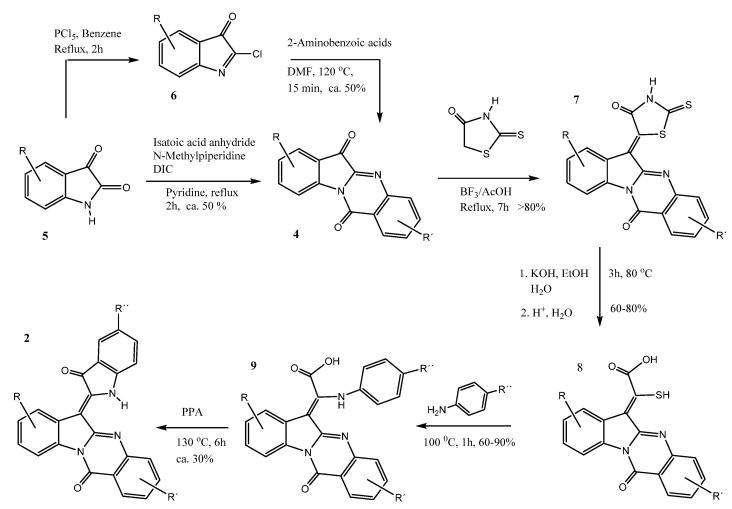 R
PCl5, Benzene
Reflux, 2h
O
Cl
N
6
2-Aminobenzoic acids
DMF, 120 °C,
15 min, ca. 50%
R
O
O
N
H
5
Isatoic acid anhydride
N-Methylpiperidine
DIC
Pyridine, reflux
2h, ca. 50 %
R
O
N
N
O
R´
4
H
N
O
S
S
BF3/AcOH
Reflux, 7h >80%
7
H
N
O
S
S
R
N
N
O
R´
1. KOH, EtOH
H2O
2. H+, H2O
3h, 80 °C
60-80%
2
R´´
O
N
H
R
N
N
O
R´
PPA
130 °C, 6h
ca. 30%
9
O
OH
N
H
R´´
R
N
N
O
R´
H2N
R´´
100 °C, 1h, 60-90%
8
O
OH
SH
R
N
N
O
R´